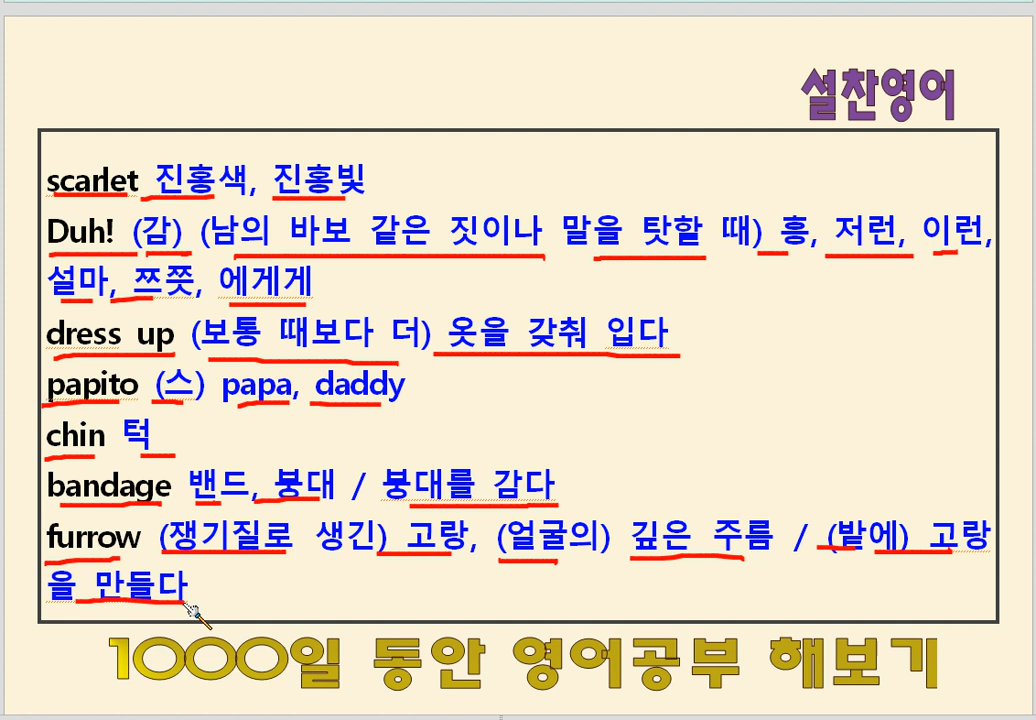 설찬영어
scarlet 진홍색, 진홍빛
Duh! (감) (남의 바보 같은 짓이나 말을 탓할 때) 흥, 저런, 이런,
설마, 쯔쯧, 에게게
dress up (보통 때보다 더) 옷을 갖춰 입다
papito (스) papa, daddy
chin 턱
bandage 밴드, 붕대 / 붕대를 감다
furrow (쟁기질로 생긴) 고랑, (얼굴의) 깊은 주름 / (밭에) 고랑
을 만들다
1000일 동안 영어공부 해보기